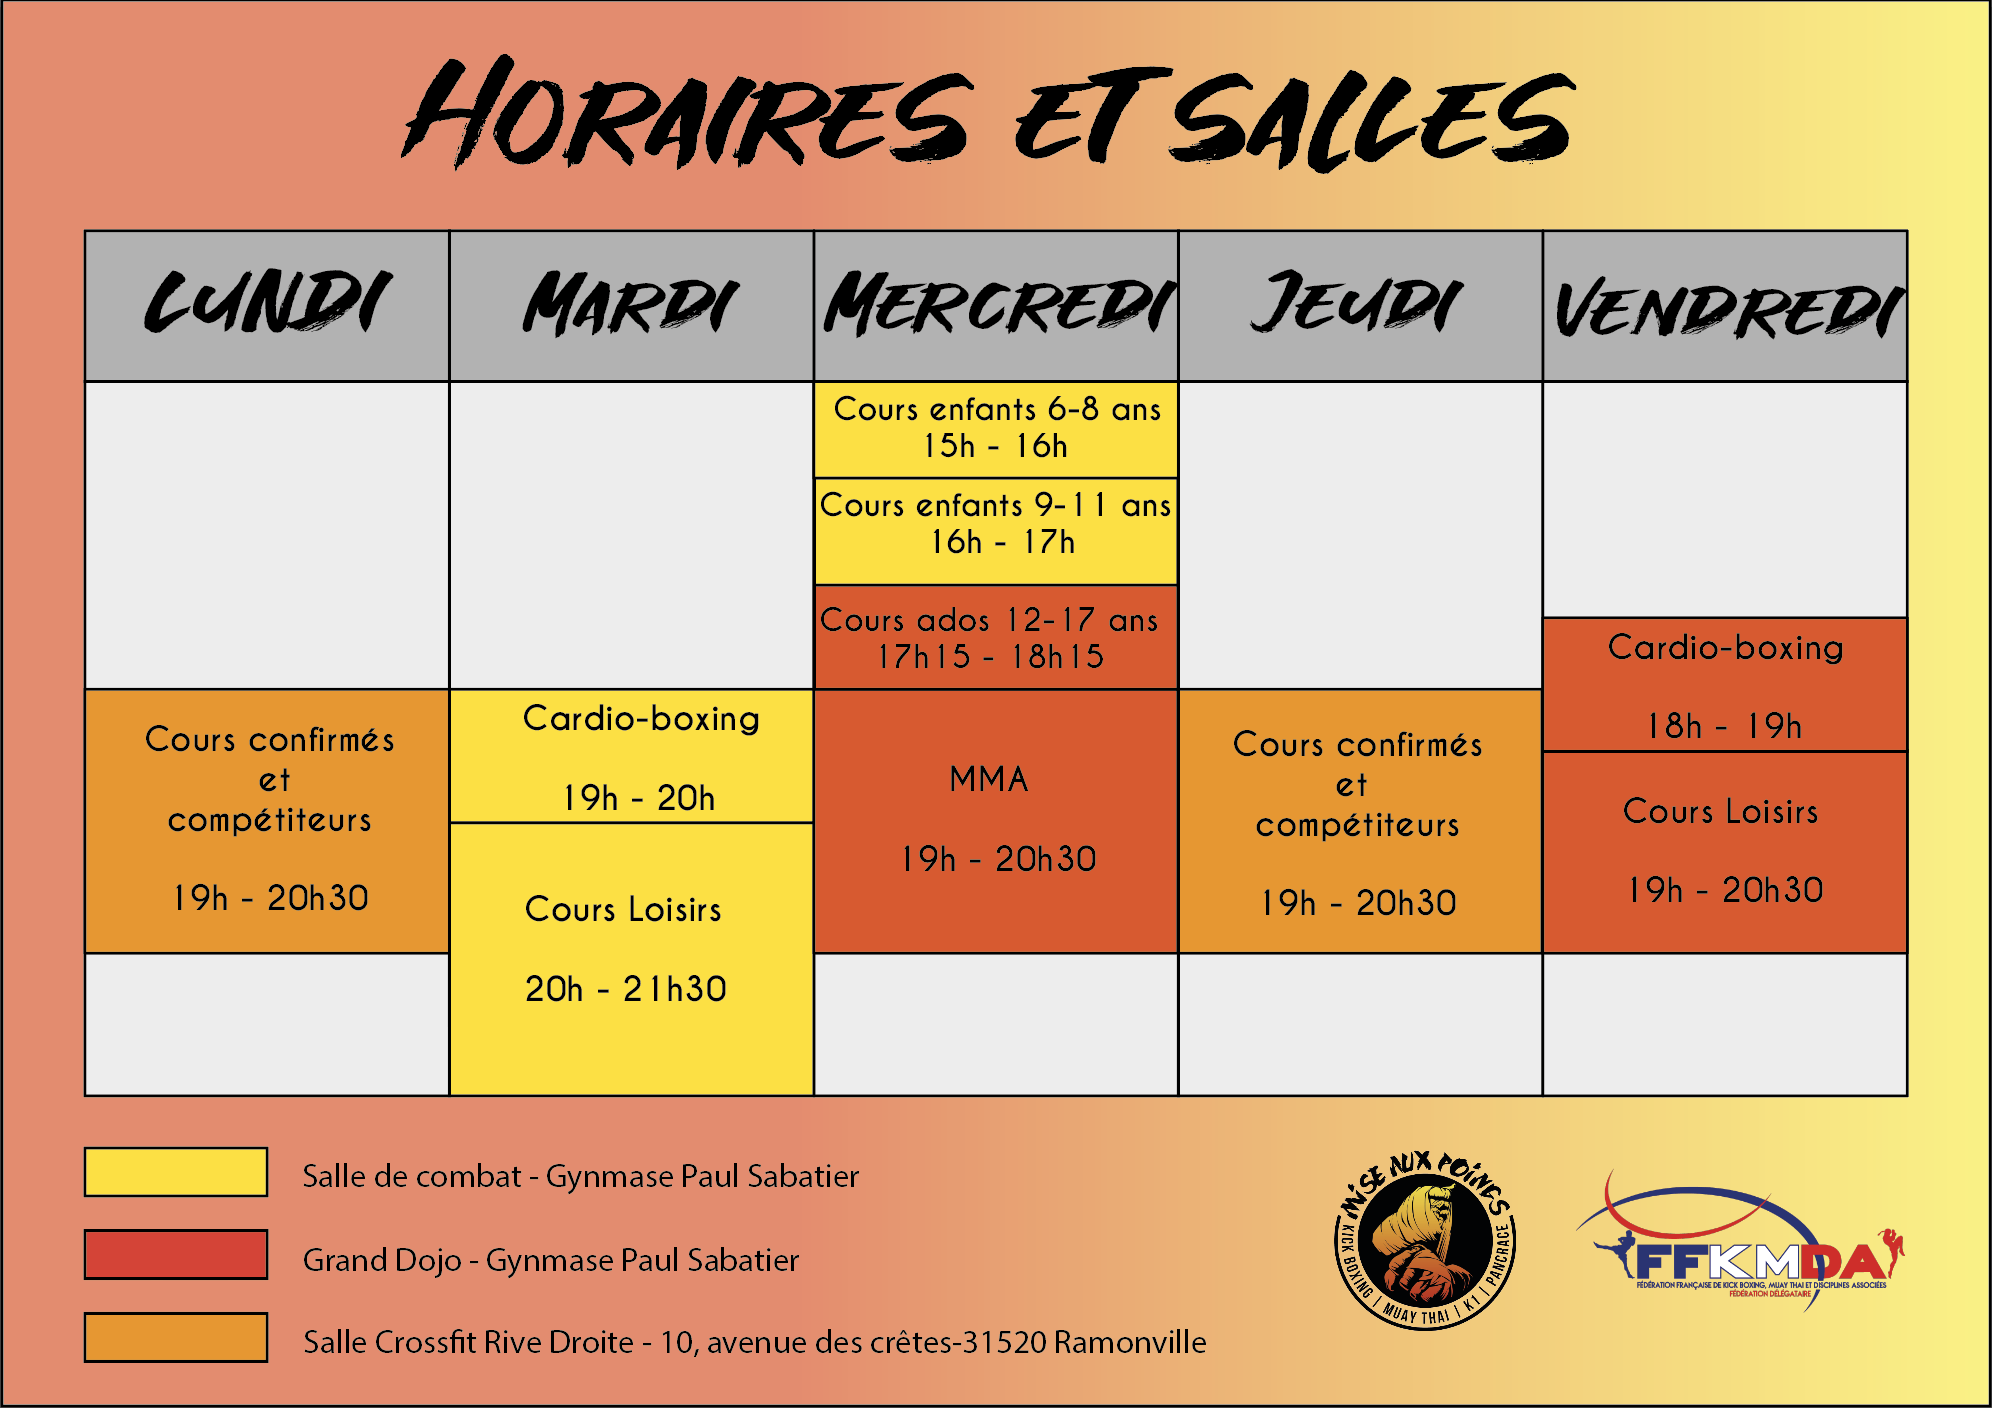 HORAIRES ET SALLES
LUNDI
MARDI
MERCREDI
JEUDI
VENDREDI
Cours enfants 6-8 ans
15h - 16h
Cours enfants 9-11 ans
16h - 17h
Cours ados 12-17 ans
17h15 - 18h15
Cours confirmés
et
compétiteurs
19h - 20h30
Cardio-boxing
19h - 20h
Cours Loisirs
20h - 21h30
MMA
19h - 20h30
Cours confirmés
et
compétiteurs
19h - 20h30
Cardio-boxing
18h - 19h
Cours Loisirs
19h - 20h30
Salle de combat - Gynmase Paul Sabatier
Grand Dojo - Gynmase Paul Sabatier
Salle Crossfit Rive Droite - 10, avenue des crêtes-31520 Ramonville
MISE AUX POINGS
KICK BOXING | MUAY THAI | K1 | PANCRACE
FFKMDA
FÉDÉRATION FRANÇAISE DE KICK BOXING, MUAY THAI ET DISCIPLINES ASSOCIÉES
FÉDÉRATION DÉLÉGATAIRE